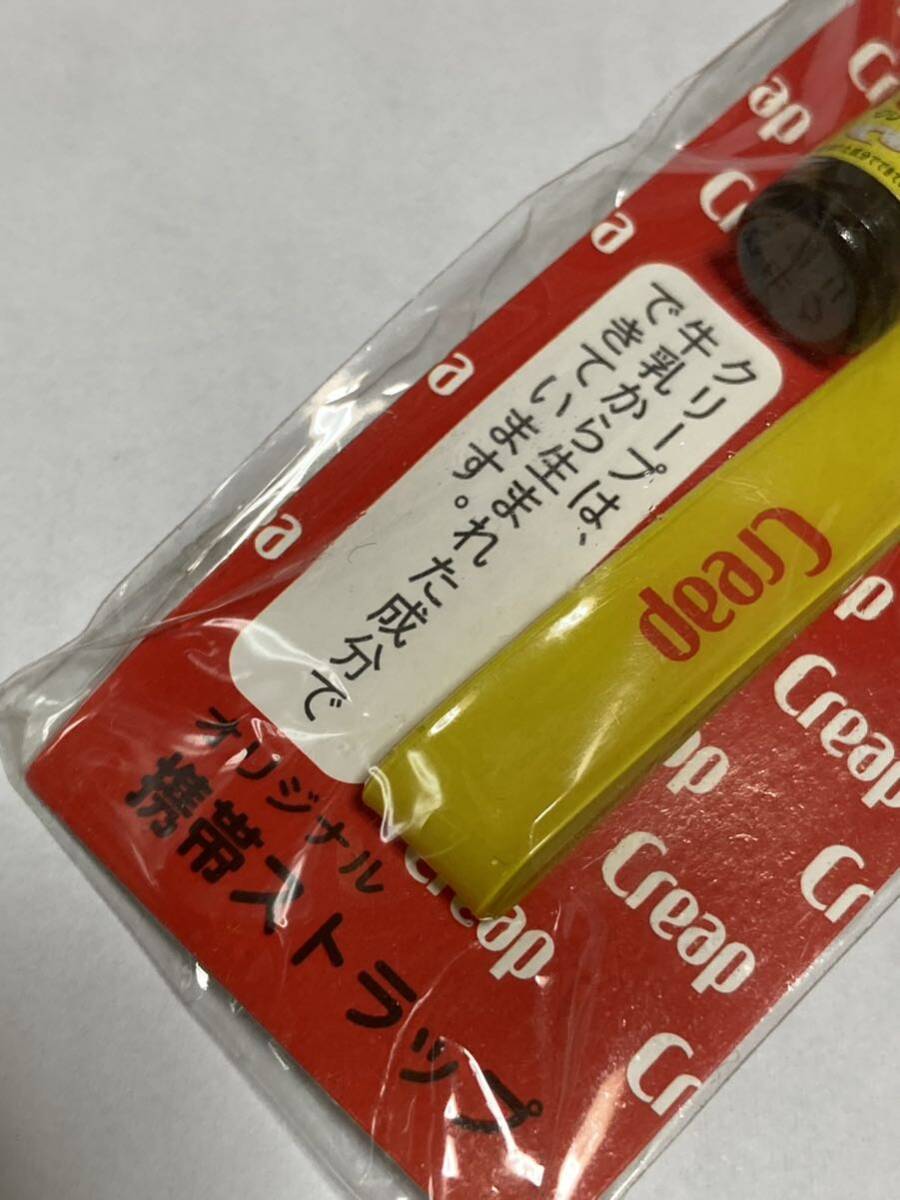 クリープは、
牛乳から生まれた成分で
できています。
オリジナル
携帯ストラップ
Creap
Creap
Creap
Creap